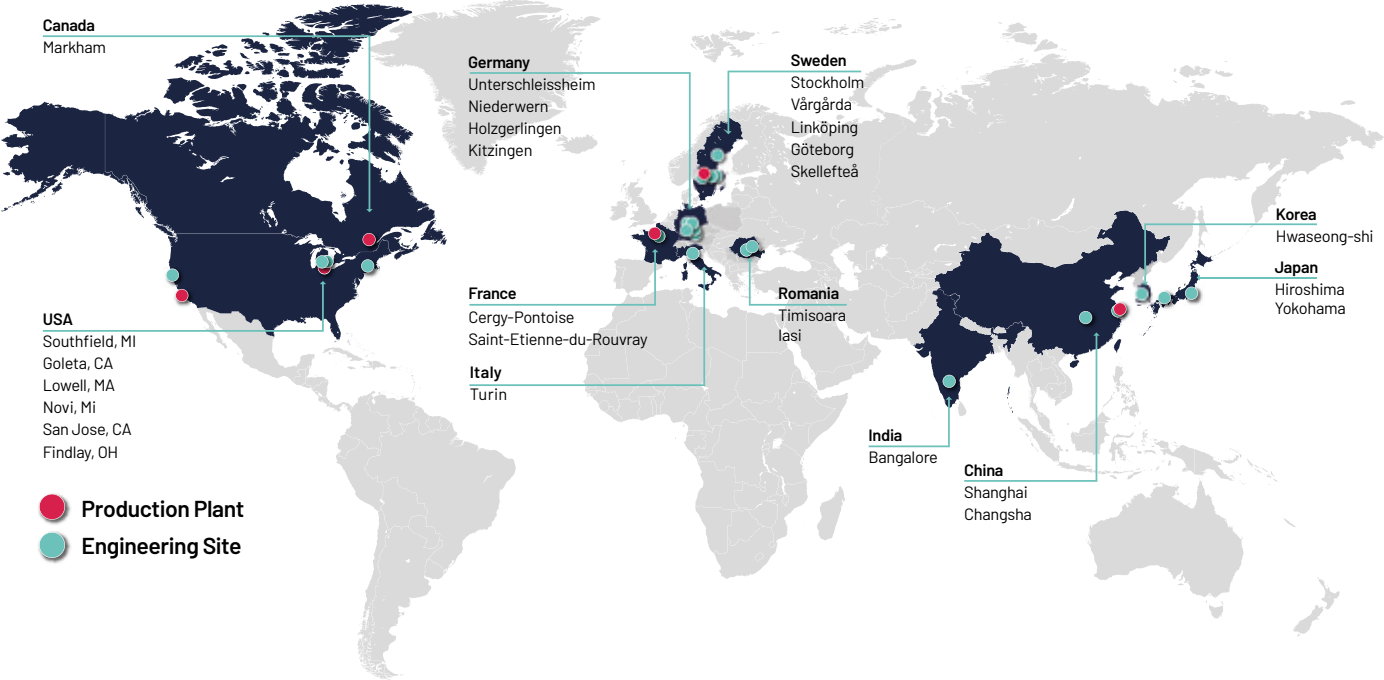 Canada
Markham
Germany
Unterschleissheim
Niederwern
Holzgerlingen
Kitzingen
Sweden
Stockholm
Vårgårda
Linköping
Göteborg
Skellefteå
Korea
Hwaseong-shi
Japan
Hiroshima
Yokohama
USA
Southfield, MI
Goleta, CA
Lowell, MA
Novi, Mi
San Jose, CA
Findlay, OH
France
Cergy-Pontoise
Saint-Etienne-du-Rouvray
Romania
Timisoara
Iasi
Italy
Turin
India
Bangalore
China
Shanghai
Changsha
Production Plant
Engineering Site